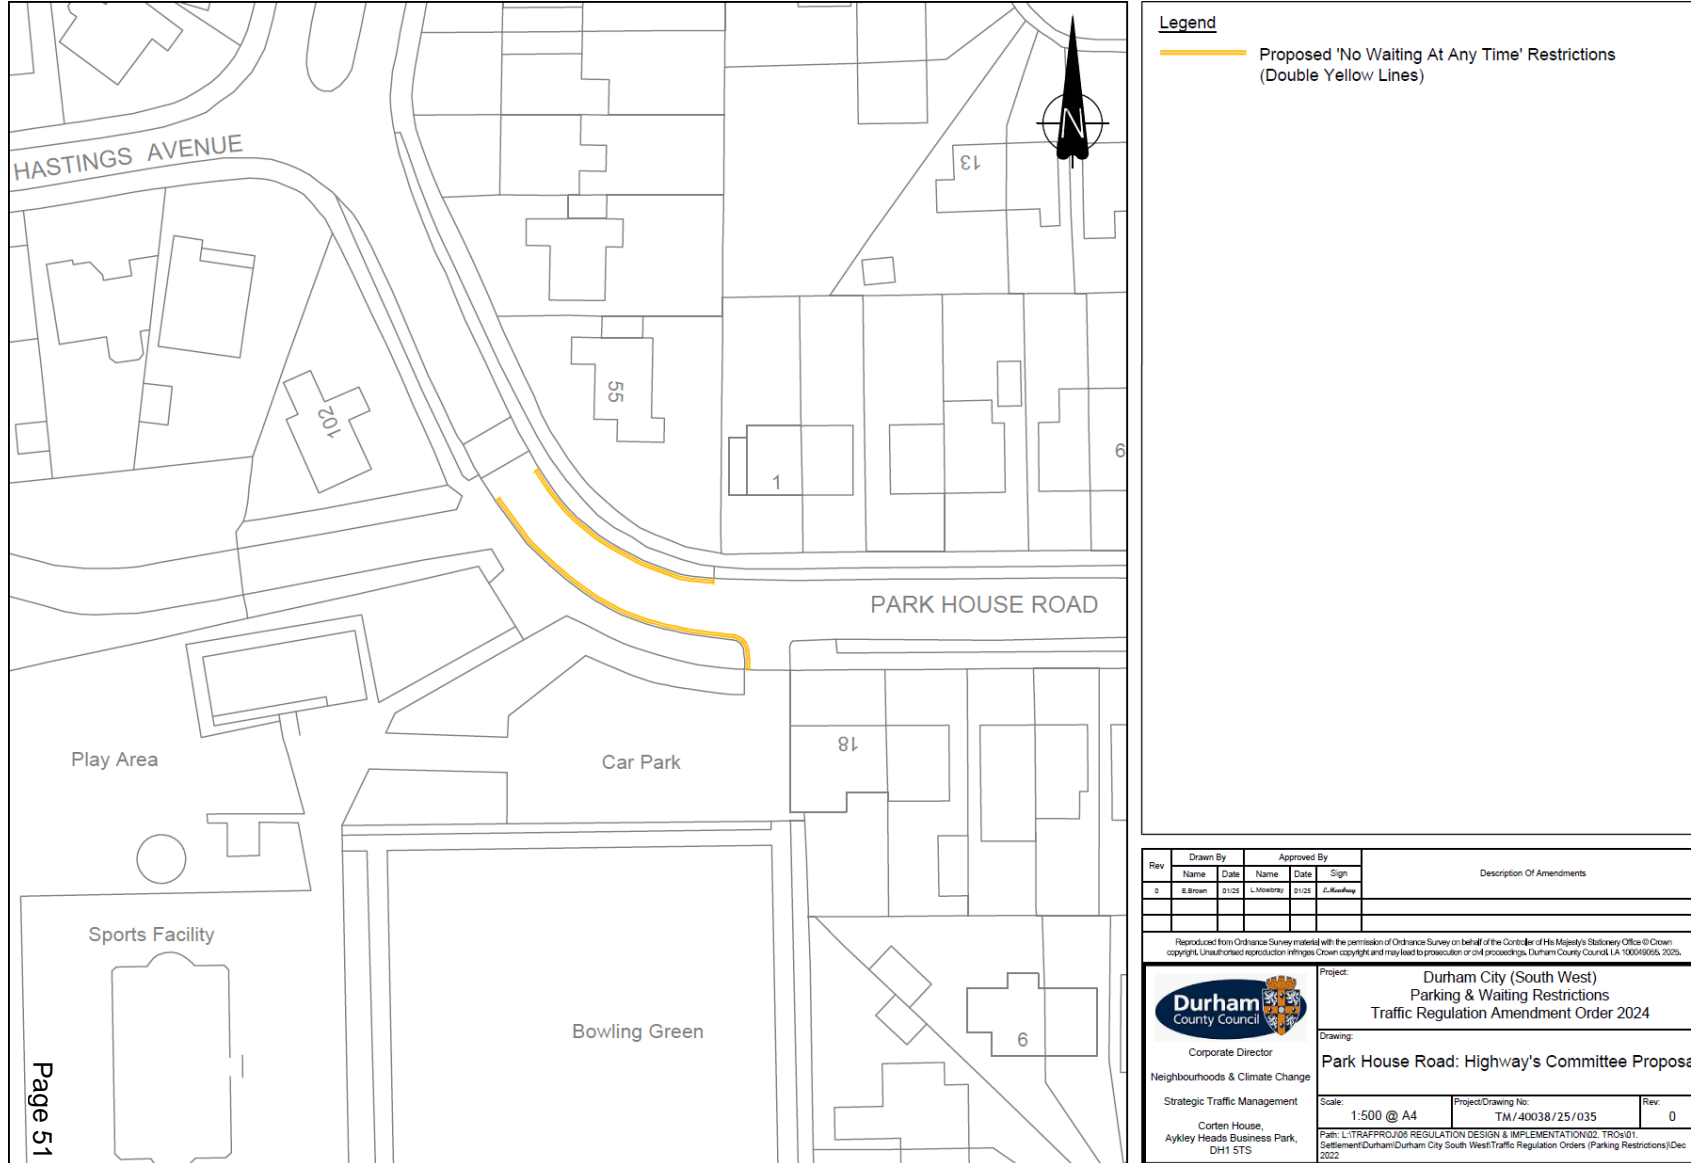 HASTINGS AVENUE
13
102
55
1
6
PARK HOUSE ROAD
18
Play Area
Car Park
Sports Facility
Bowling Green
6
Page 51
N
Legend
Proposed 'No Waiting At Any Time' Restrictions
(Double Yellow Lines)
Rev
Drawn By
Approved By
Description Of Amendments
Name
Date
Name
Date
Sign
0
E.Brown
01/25
L.Mowbray
01/25
L.Mowbray
Reproduced from Ordnance Survey material with the permission of Ordnance Survey on behalf of the Controller of His Majesty's Stationery Office © Crown
copyright. Unauthorised reproduction infringes Crown copyright and may lead to prosecution or civil proceedings. Durham County Council. LA 100049055. 2025.
Durham
County Council
Corporate Director
Neighbourhoods & Climate Change
Strategic Traffic Management
Corten House,
Aykley Heads Business Park,
DH1 5TS
Project:
Durham City (South West)
Parking & Waiting Restrictions
Traffic Regulation Amendment Order 2024
Drawing:
Park House Road: Highway's Committee Proposa
Scale:
1:500 @ A4
Project/Drawing No:
TM/40038/25/035
Rev:
0
Path: L:\TRAFPROJ\06 REGULATION DESIGN & IMPLEMENTATION\02. TROs\01.
Settlement\Durham\Durham City South West\Traffic Regulation Orders (Parking Restrictions)\Dec
2022